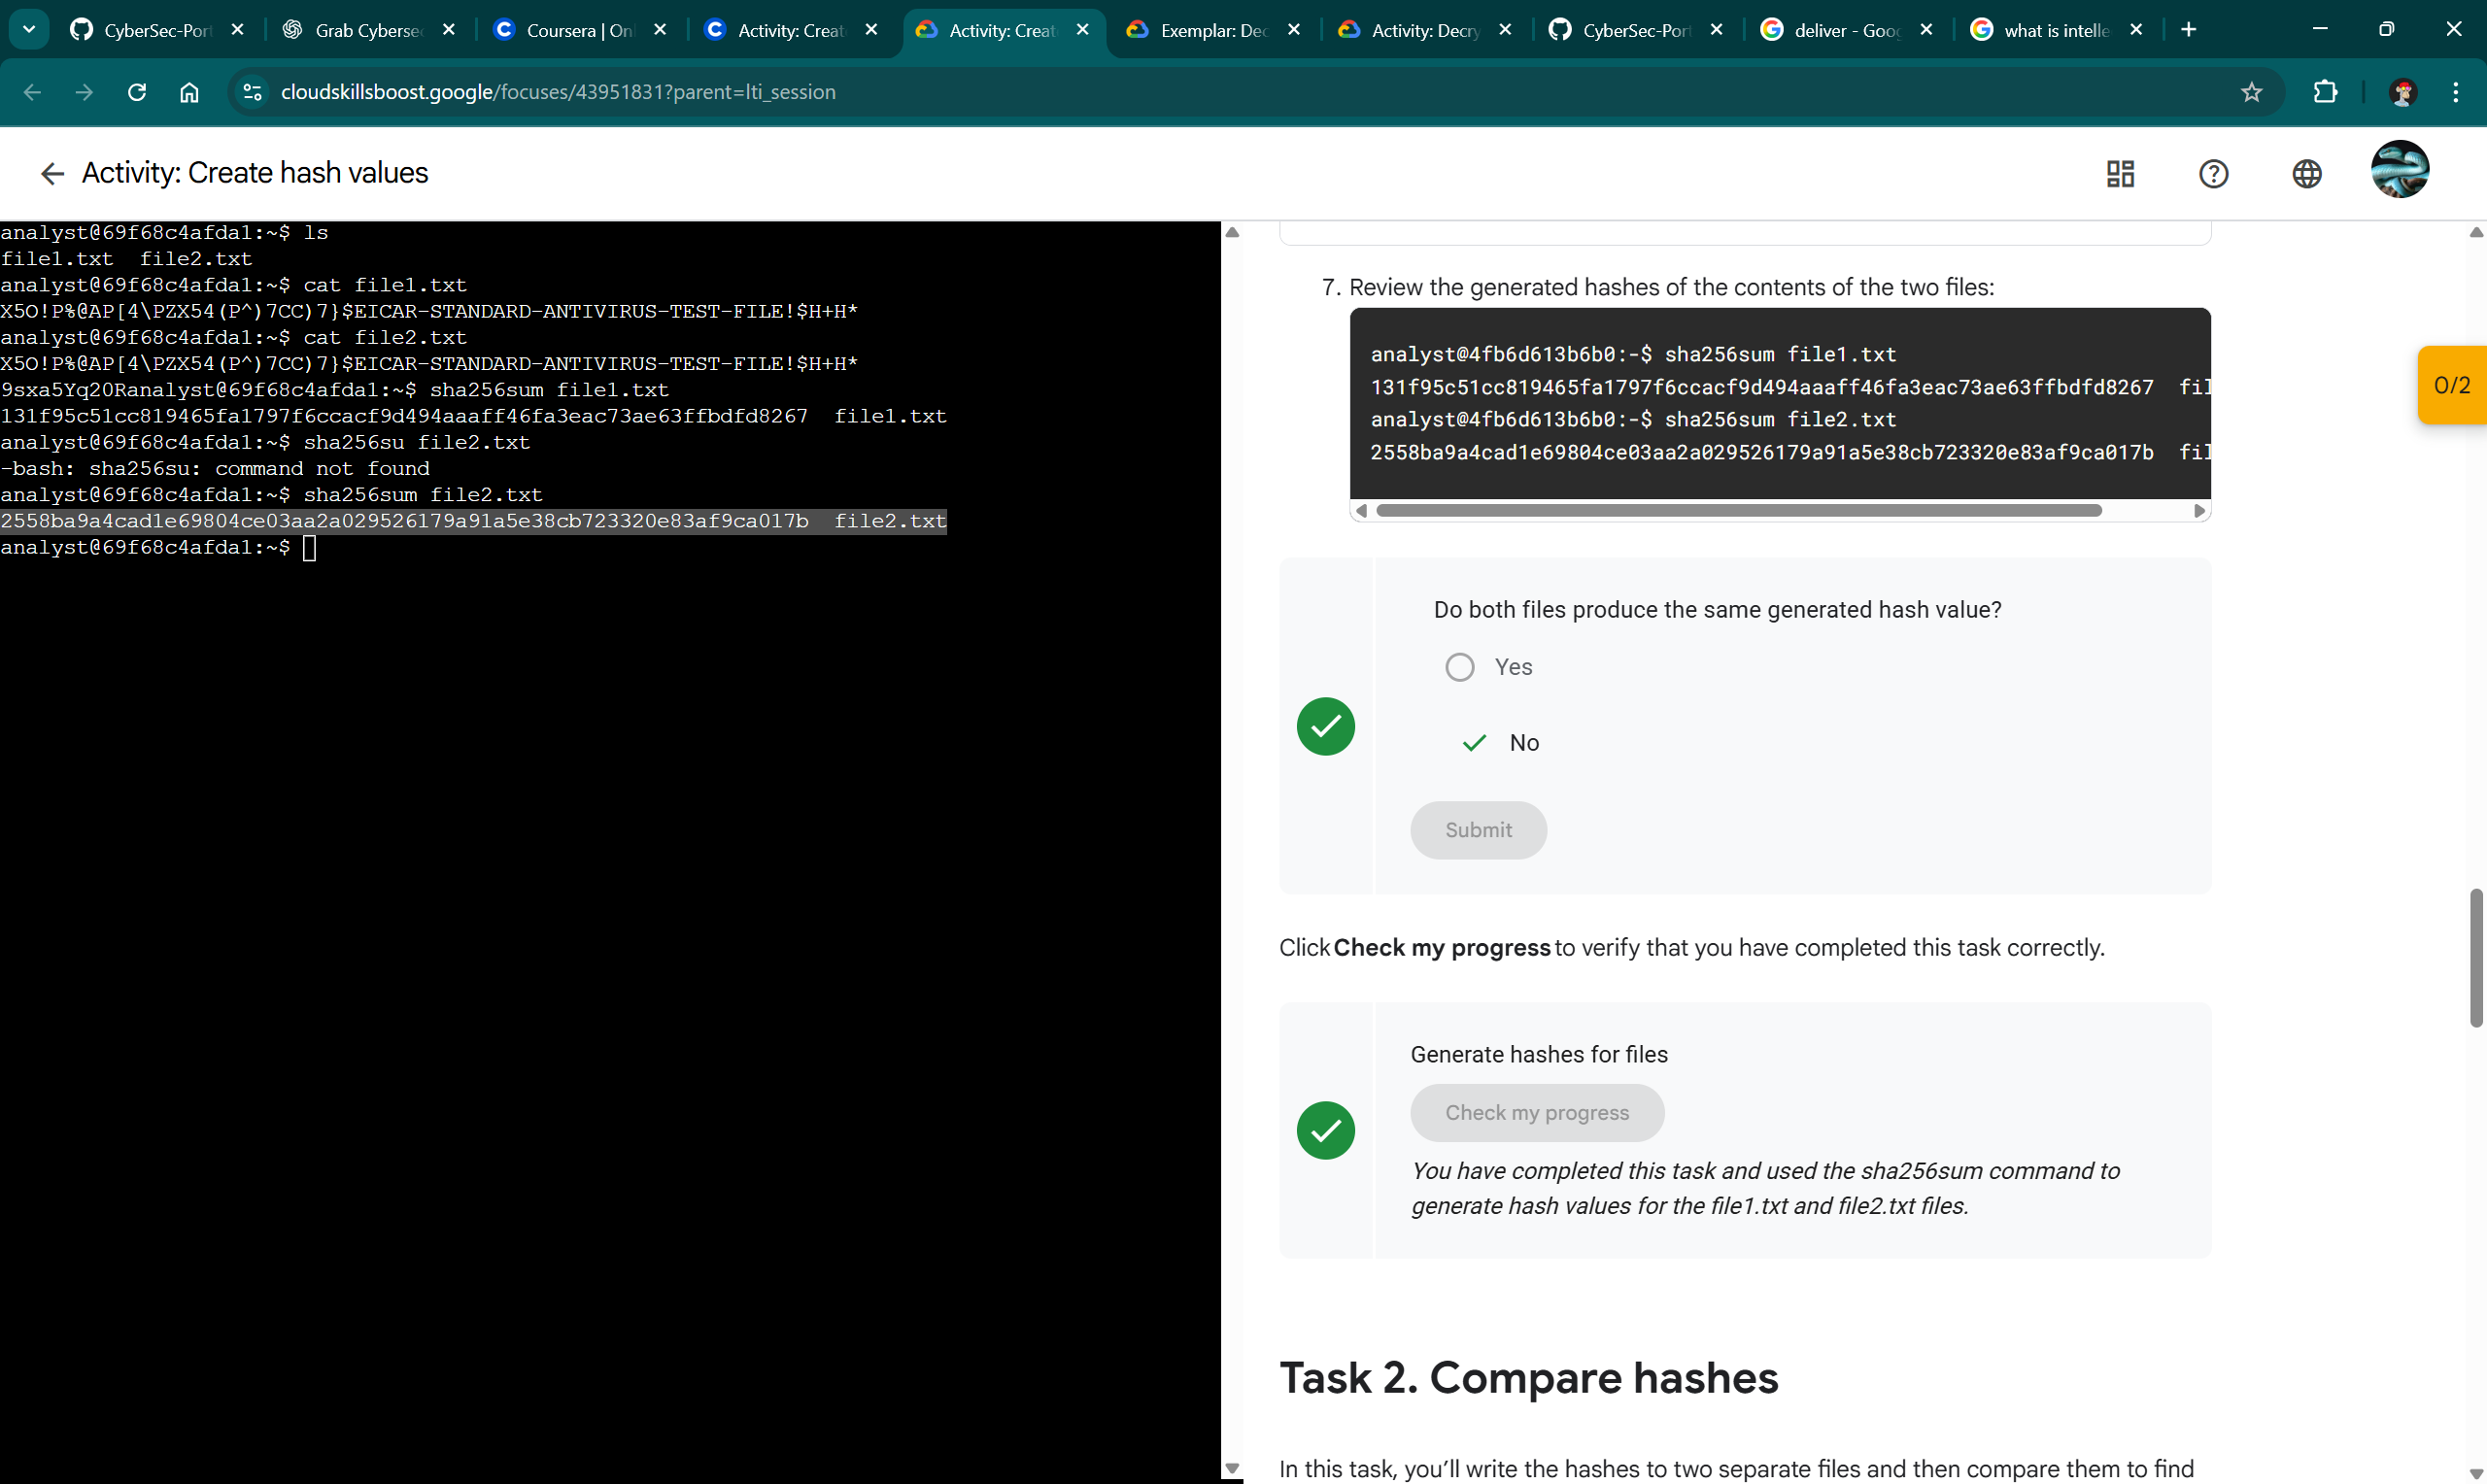 CyberSec-Port
Grab Cyberse
Coursera | Onl
Activity: Creat
Activity: Creat
Exemplar: Dec
Activity: Decry
CyberSec-Port
deliver - Goog
what is intelle
cloudskillsboost.google/focuses/43951831?parent=lti_session
Activity: Create hash values
analyst@69f68c4afda1:~$ ls
file1.txt  file2.txt
analyst@69f68c4afda1:~$ cat file1.txt
X5O!P%@AP[4\PZX54(P^)7CC)7}$EICAR-STANDARD-ANTIVIRUS-TEST-FILE!$H+H*
analyst@69f68c4afda1:~$ cat file2.txt
X5O!P%@AP[4\PZX54(P^)7CC)7}$EICAR-STANDARD-ANTIVIRUS-TEST-FILE!$H+H*
9sxa5Yq20Ranalyst@69f68c4afda1:~$ sha256sum file1.txt
131f95c51cc819465fa1797f6ccacf9d494aaaff46fa3eac73ae63ffbdfd8267  file1.txt
analyst@69f68c4afda1:~$ sha256su file2.txt
-bash: sha256su: command not found
analyst@69f68c4afda1:~$ sha256sum file2.txt
2558ba9a4cad1e69804ce03aa2a029526179a91a5e38cb723320e83af9ca017b  file2.txt
analyst@69f68c4afda1:~$
7. Review the generated hashes of the contents of the two files:
analyst@4fb6d613b6b0:-$ sha256sum file1.txt
131f95c51cc819465fa1797f6ccacf9d494aaaff46fa3eac73ae63ffbdfd8267  fil
analyst@4fb6d613b6b0:-$ sha256sum file2.txt
2558ba9a4cad1e69804ce03aa2a029526179a91a5e38cb723320e83af9ca017b  fil
0/2
Do both files produce the same generated hash value?
Yes
No
Submit
Click Check my progress to verify that you have completed this task correctly.
Generate hashes for files
Check my progress
You have completed this task and used the sha256sum command to
generate hash values for the file1.txt and file2.txt files.
Task 2. Compare hashes
In this task, you'll write the hashes to two separate files and then compare them to find